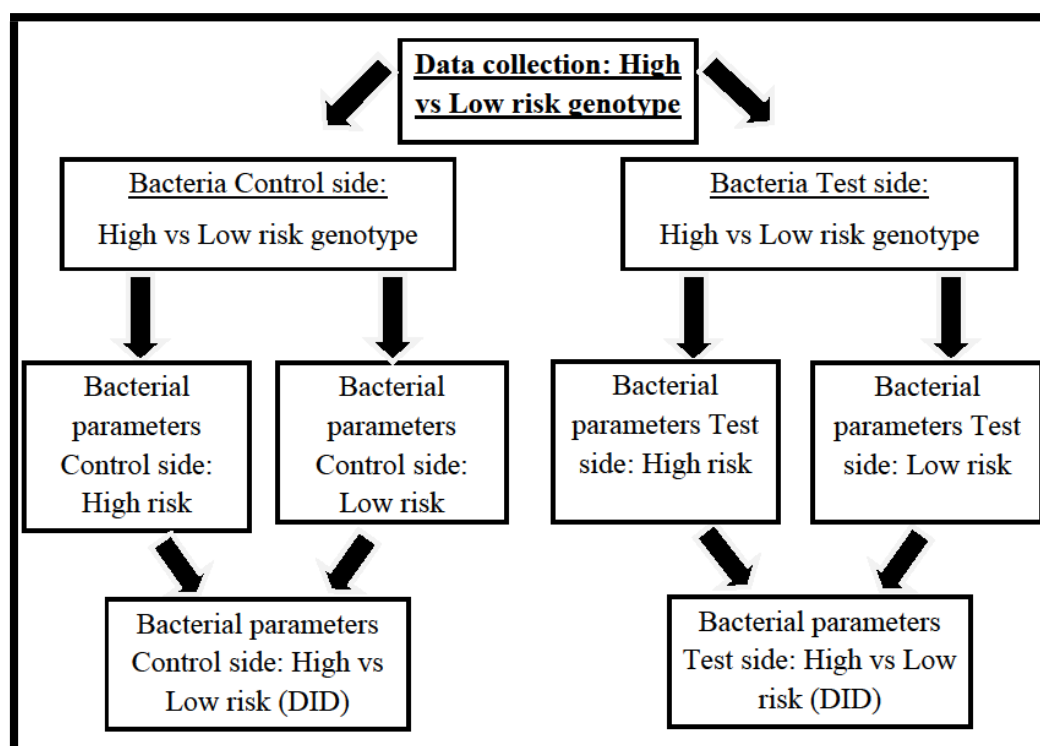 Data collection: High
vs Low risk genotype
Bacteria Control side:
High vs Low risk genotype
Bacteria Test side:
High vs Low risk genotype
Bacterial
parameters
Control side:
High risk
Bacterial
parameters
Control side:
Low risk
Bacterial
parameters Test
side: High risk
Bacterial
parameters Test
side: Low risk
Bacterial parameters
Control side: High vs
Low risk (DID)
Bacterial parameters
Test side: High vs Low
risk (DID)